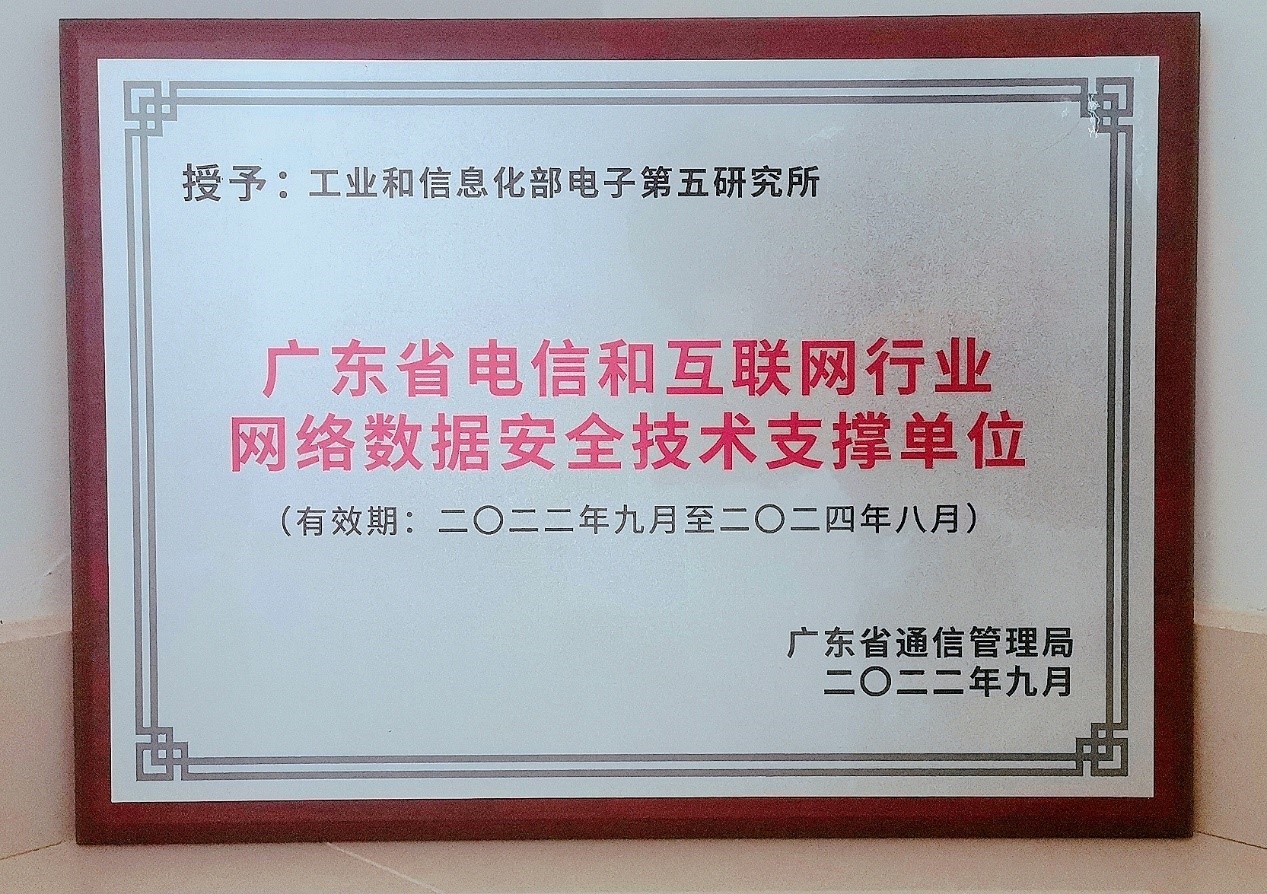 授予：工业和信息化部电子第五研究所
广东省电信和互联网行业
网络数据安全技术支撑单位
（有效期：二〇二二年九月至二〇二四年八月）
广东省通信管理局
二〇二二年九月